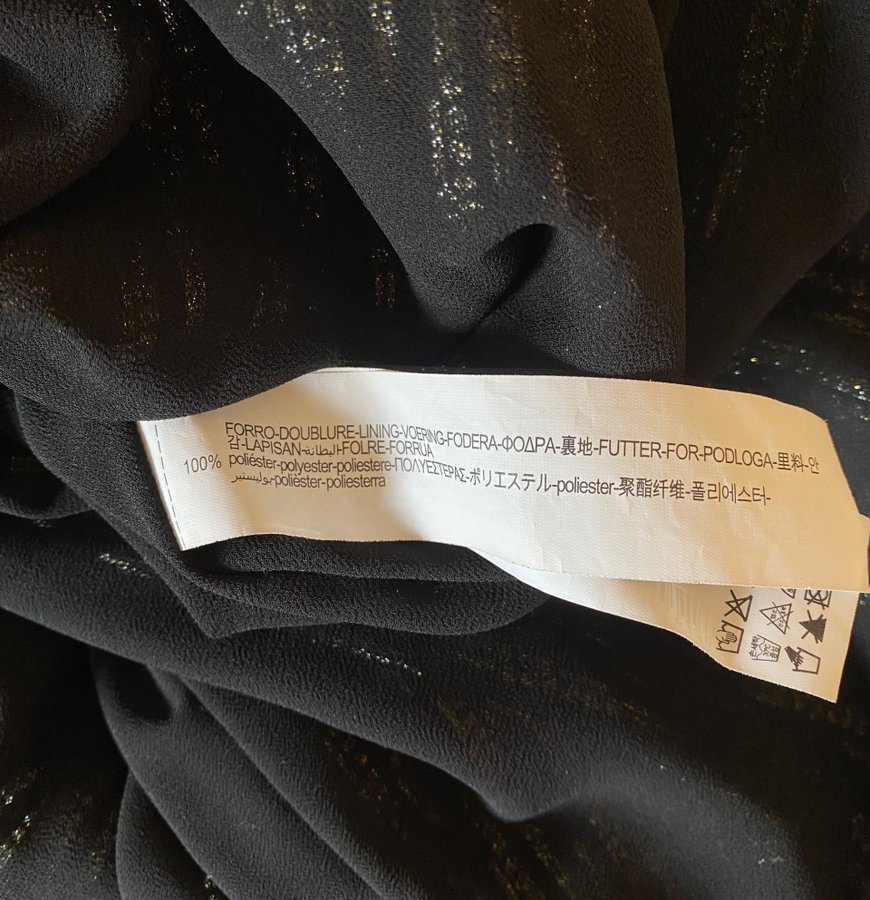 FORRO-DOUBLURE-LINING-VOERING-FODERA-ΦΟΔΡΑ-裏地-FUTTER-FOR-PODLOGA-里料-안
감-LAPISAN-البطانة-FOLRE-FORRUA
100% poliéster-polyester-poliestere-ΠΟΛΥΕΣΤΕΡΑΣ-ポリエステル-poliester-聚酯纤维-폴리에스터-
بوليستير-polièster-poliesterra